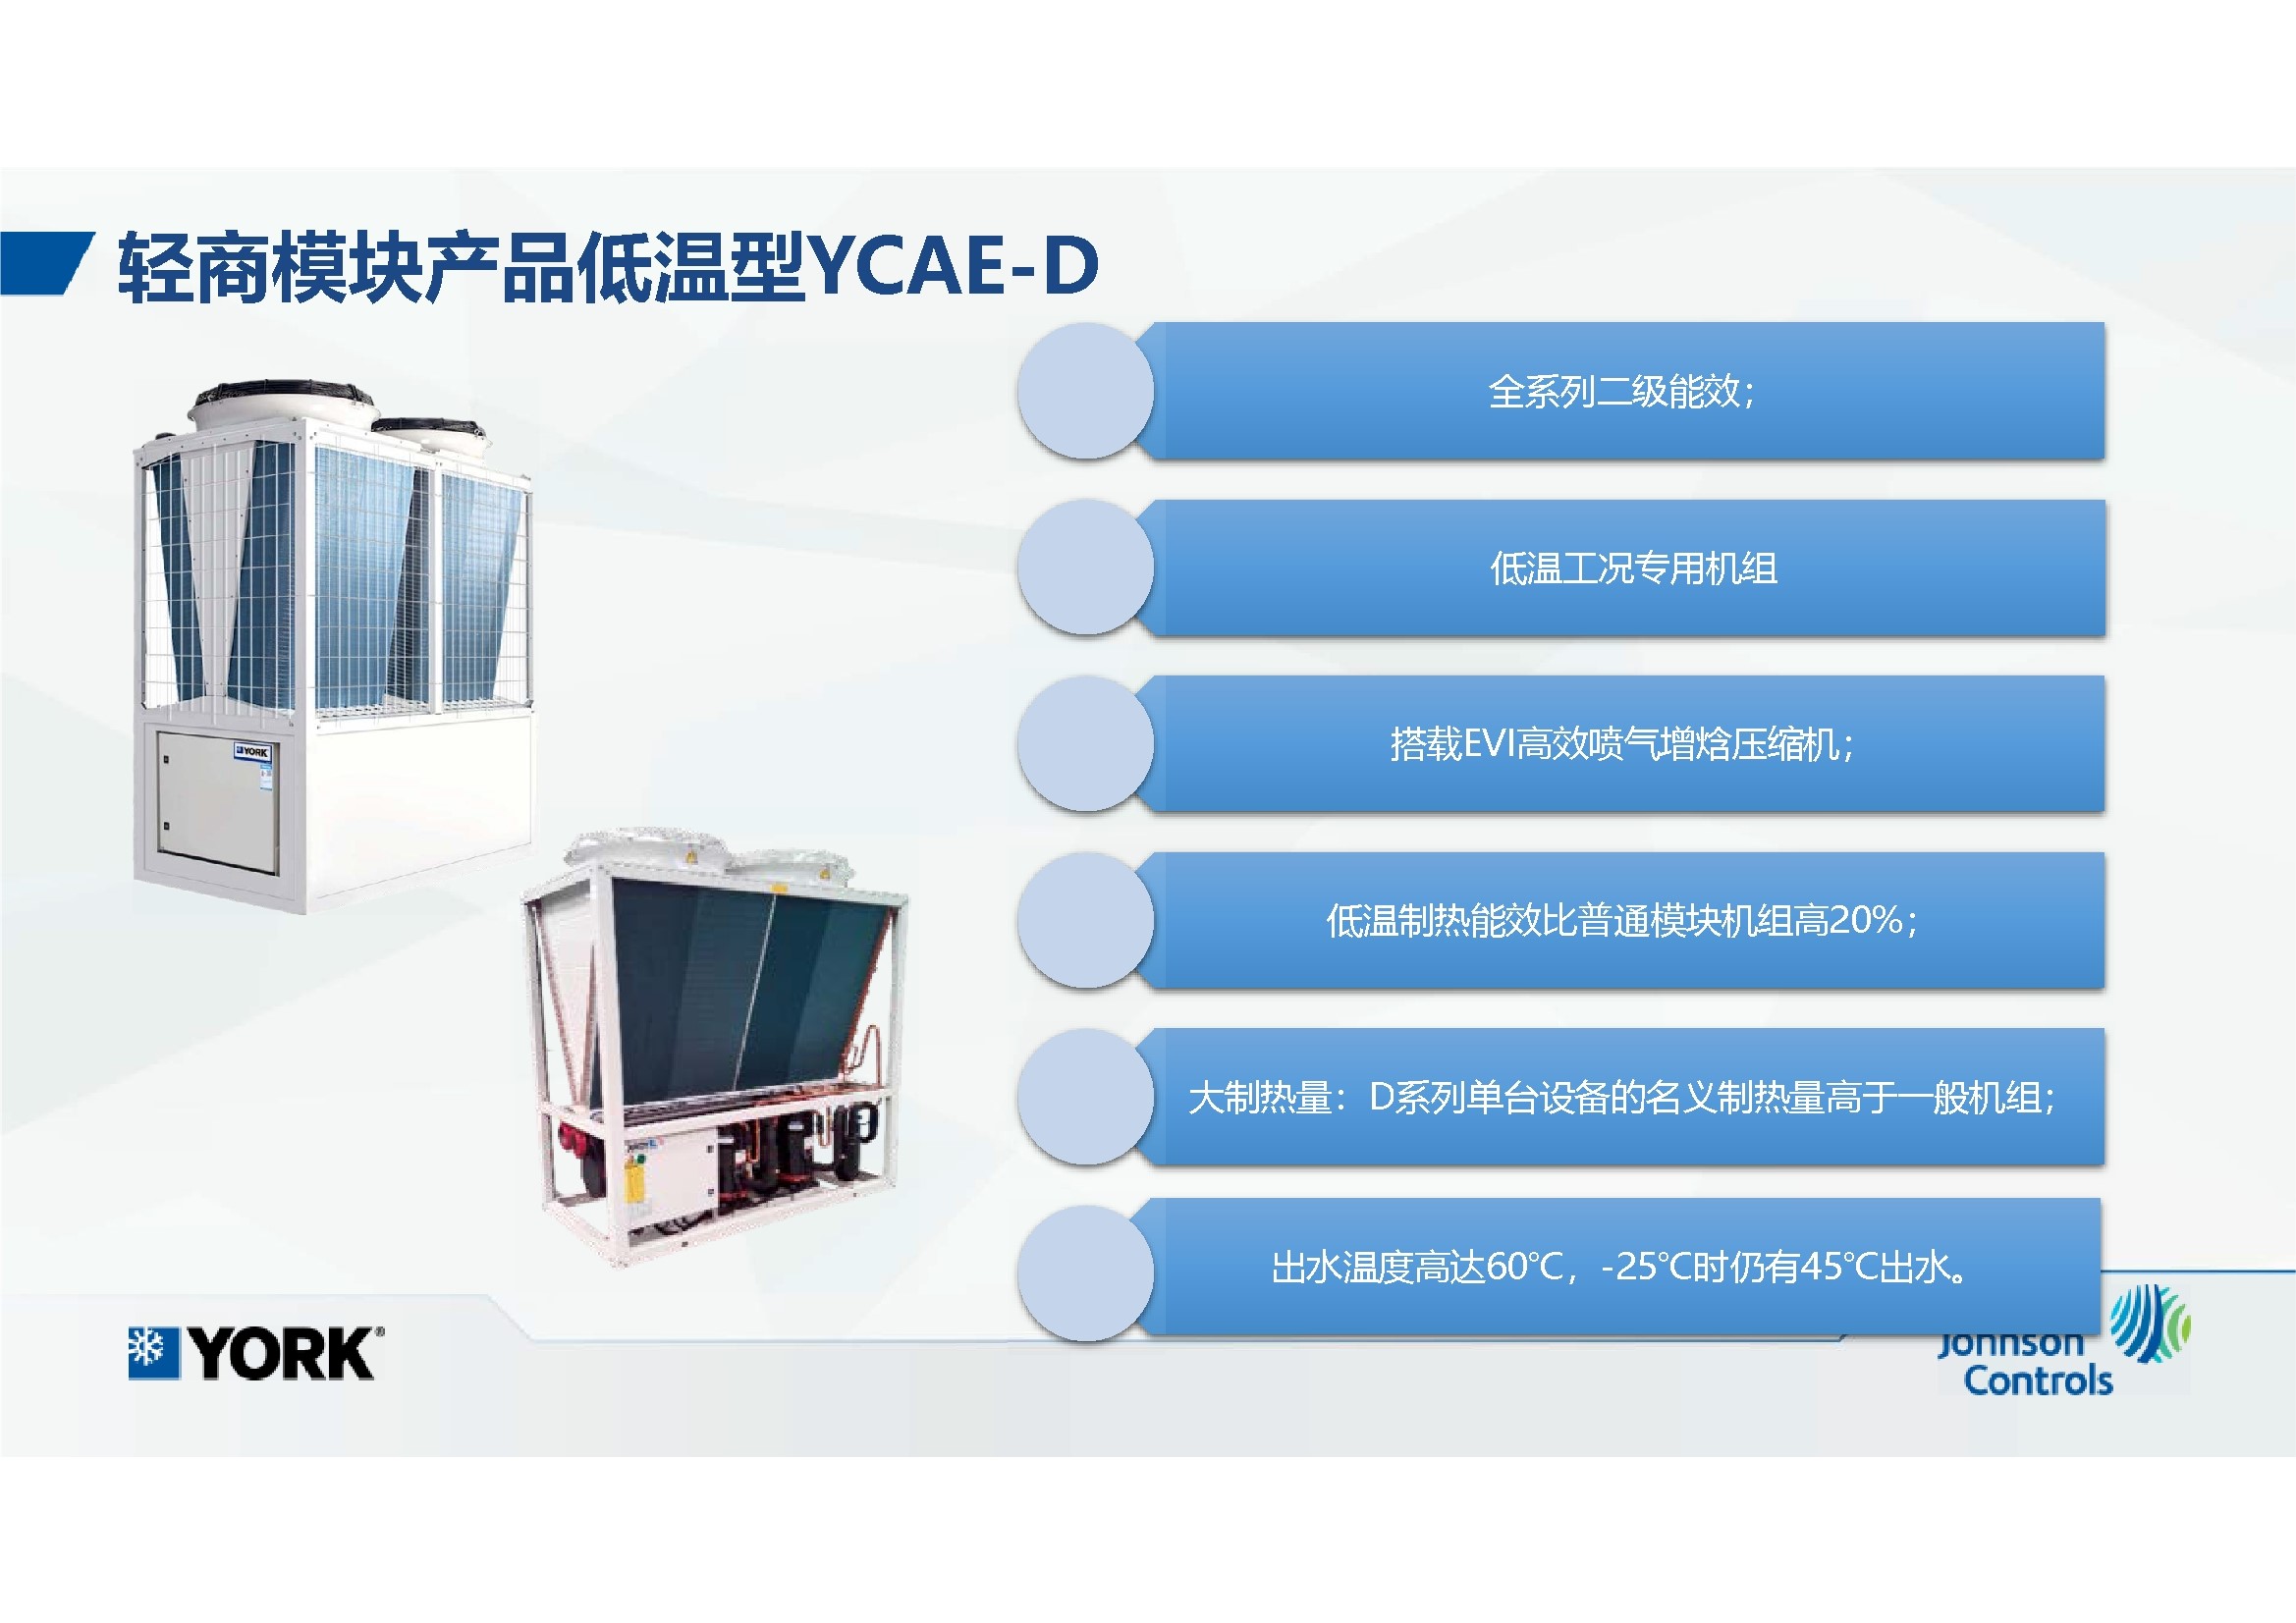 轻商模块产品低温型YCAE-D
全系列二级能效；
低温工况专用机组
搭载EVI高效喷气增焓压缩机；
低温制热能效比普通模块机组高20%；
大制热量：D系列单台设备的名义制热量高于一般机组；
出水温度高达60℃，-25℃时仍有45℃出水。
YORK
YORK®
Johnson
Controls